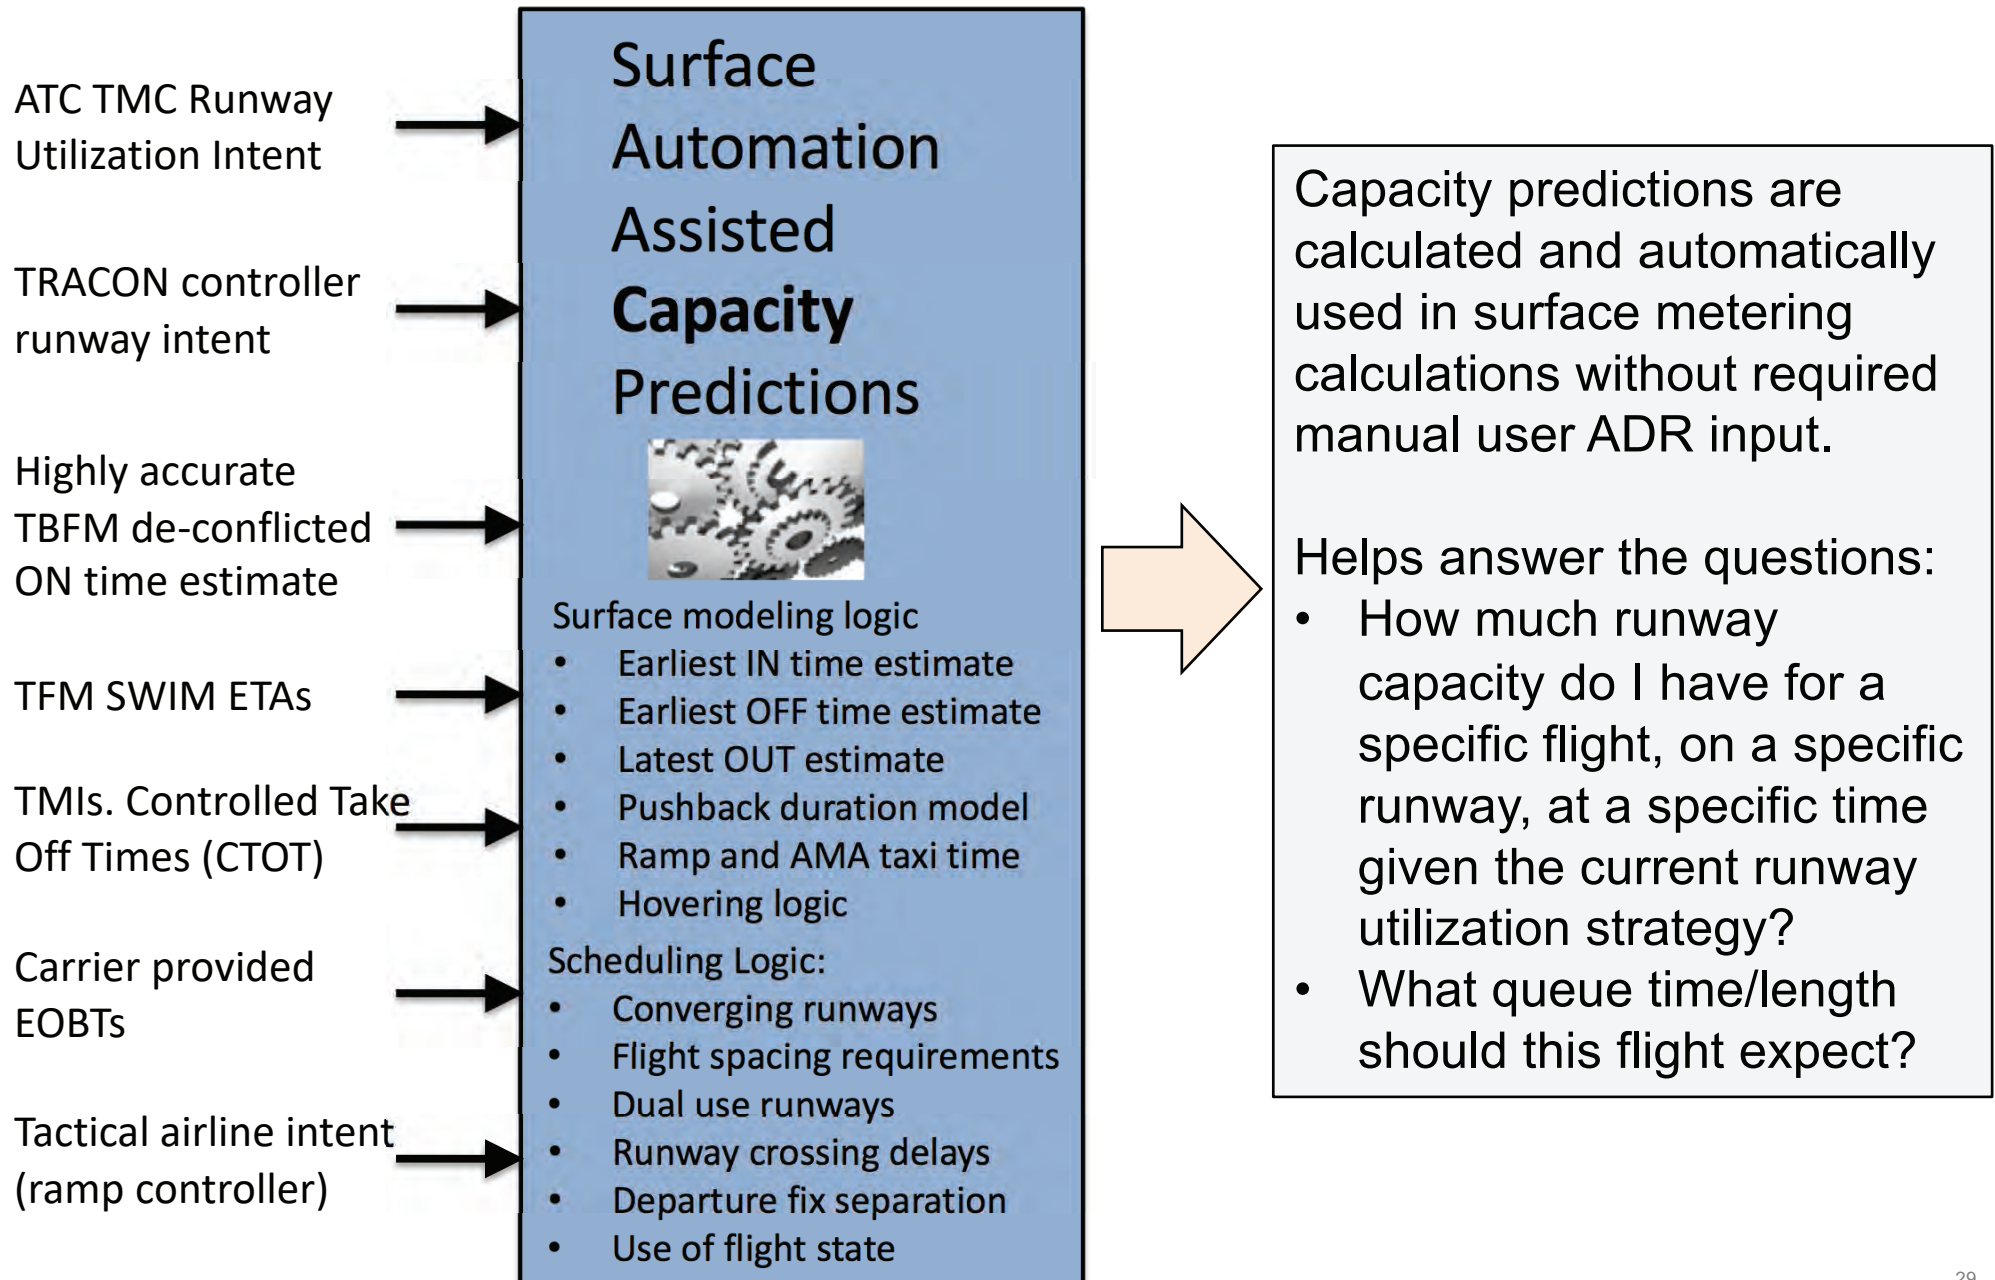 ATC TMC Runway
Utilization Intent
TRACON controller
runway intent
Highly accurate
TBFM de-conflicted
ON time estimate
TFM SWIM ETAs
TMIs. Controlled Take
Off Times (CTOT)
Carrier provided
EOBTs
Tactical airline intent
(ramp controller)
Surface
Automation
Assisted
Capacity
Predictions
Surface modeling logic
• Earliest IN time estimate
• Earliest OFF time estimate
• Latest OUT estimate
• Pushback duration model
• Ramp and AMA taxi time
• Hovering logic
Scheduling Logic:
• Converging runways
• Flight spacing requirements
• Dual use runways
• Runway crossing delays
• Departure fix separation
• Use of flight state
Capacity predictions are
calculated and automatically
used in surface metering
calculations without required
manual user ADR input.
Helps answer the questions:
• How much runway
capacity do I have for a
specific flight, on a specific
runway, at a specific time
given the current runway
utilization strategy?
• What queue time/length
should this flight expect?
29